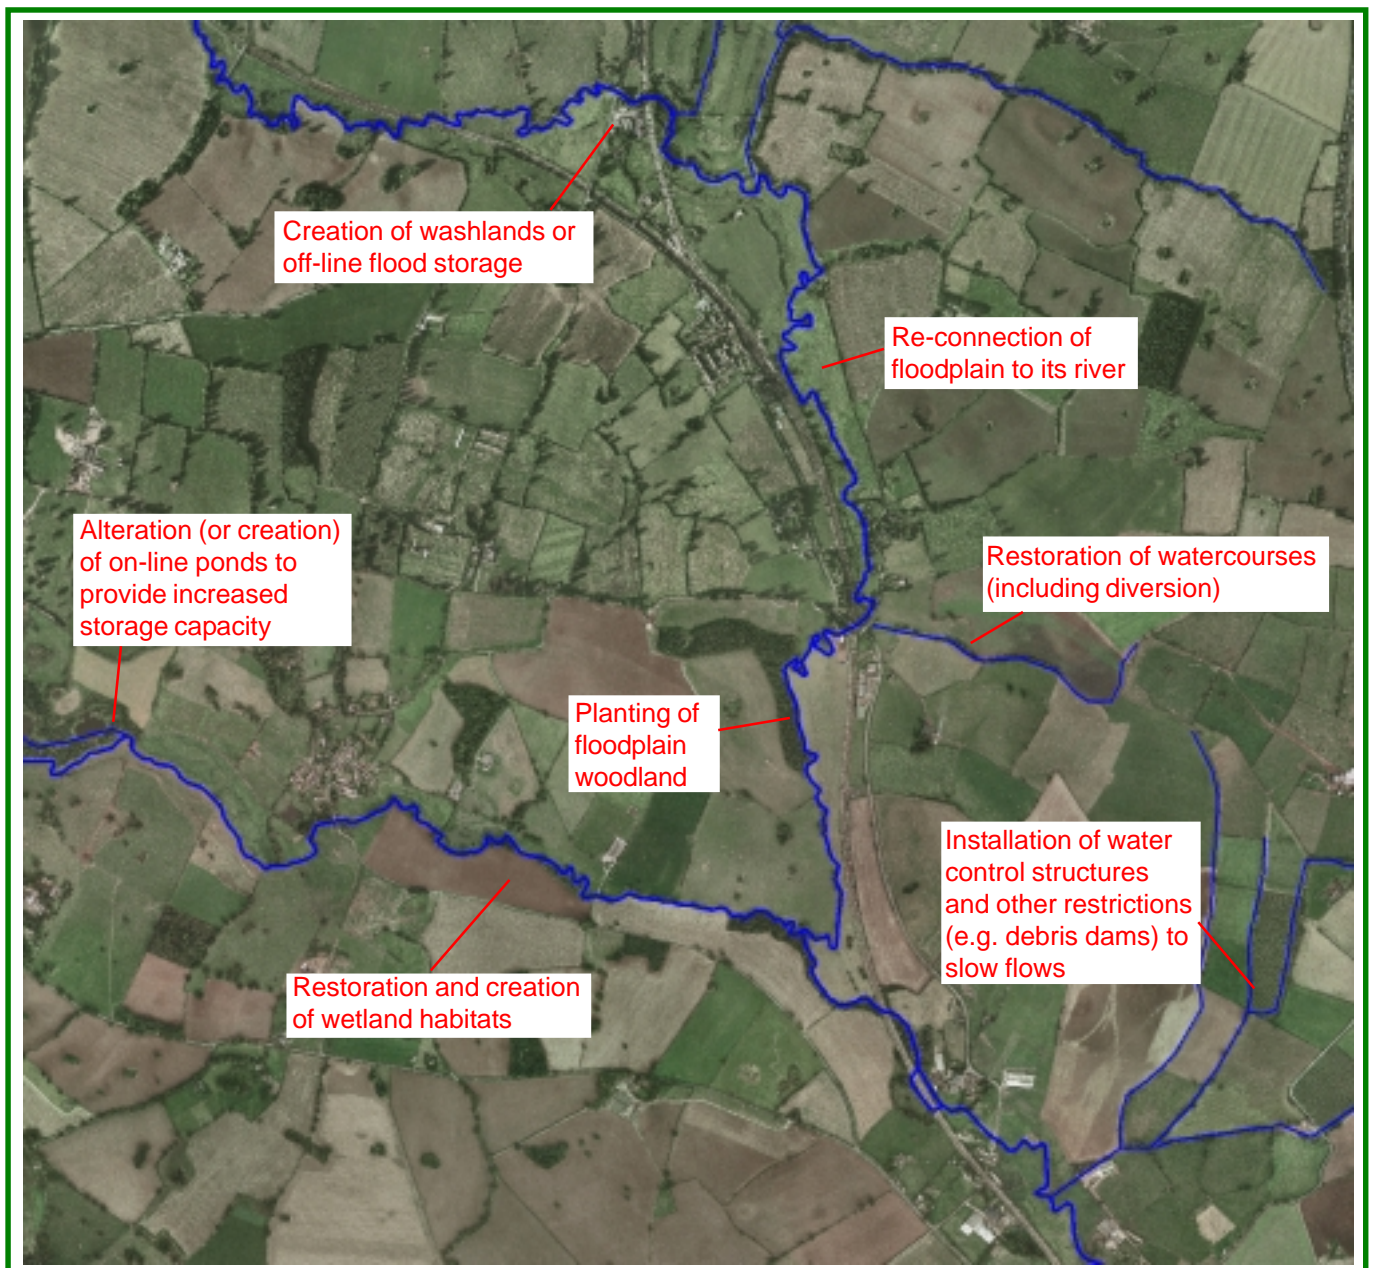 Creation of washlands or
off-line flood storage
Re-connection of
floodplain to its river
Alteration (or creation)
of on-line ponds to
provide increased
storage capacity
Restoration of watercourses
(including diversion)
Planting of
floodplain
woodland
Installation of water
control structures
and other restrictions
(e.g. debris dams) to
slow flows
Restoration and creation
of wetland habitats